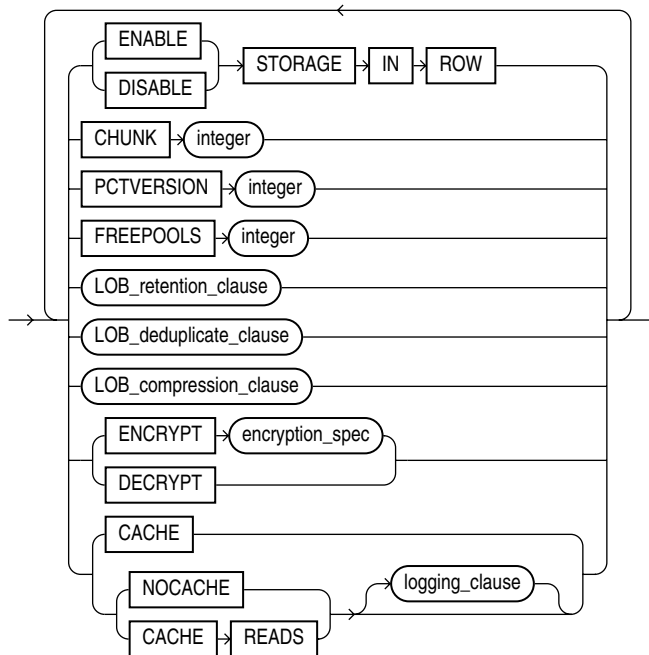 ENABLE
DISABLE
STORAGE IN ROW
CHUNK integer
PCTVERSION integer
FREEPOOLS integer
LOB_retention_clause
LOB_deduplicate_clause
LOB_compression_clause
ENCRYPT encryption_spec
DECRYPT
CACHE
NOCACHE
CACHE READS
logging_clause